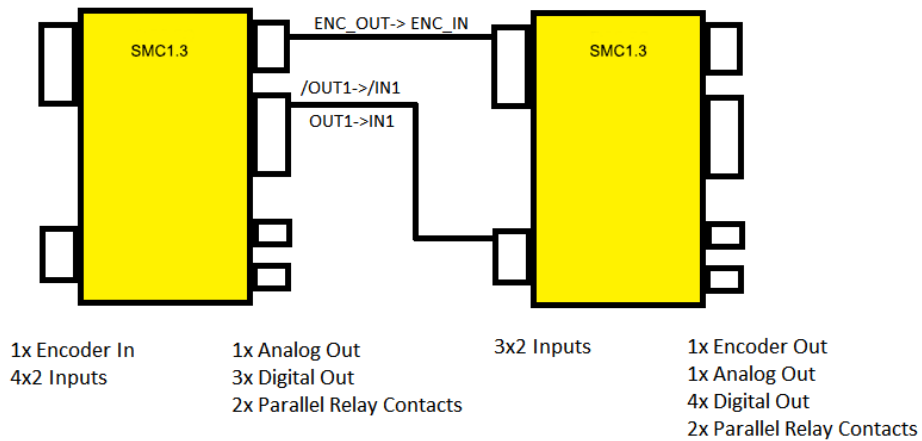 ENC_OUT-> ENC_IN
SMC1.3
SMC1.3
/OUT1->/IN1
OUT1->IN1
1x Encoder In
4x2 Inputs
1x Analog Out
3x Digital Out
2x Parallel Relay Contacts
3x2 Inputs
1x Encoder Out
1x Analog Out
4x Digital Out
2x Parallel Relay Contacts